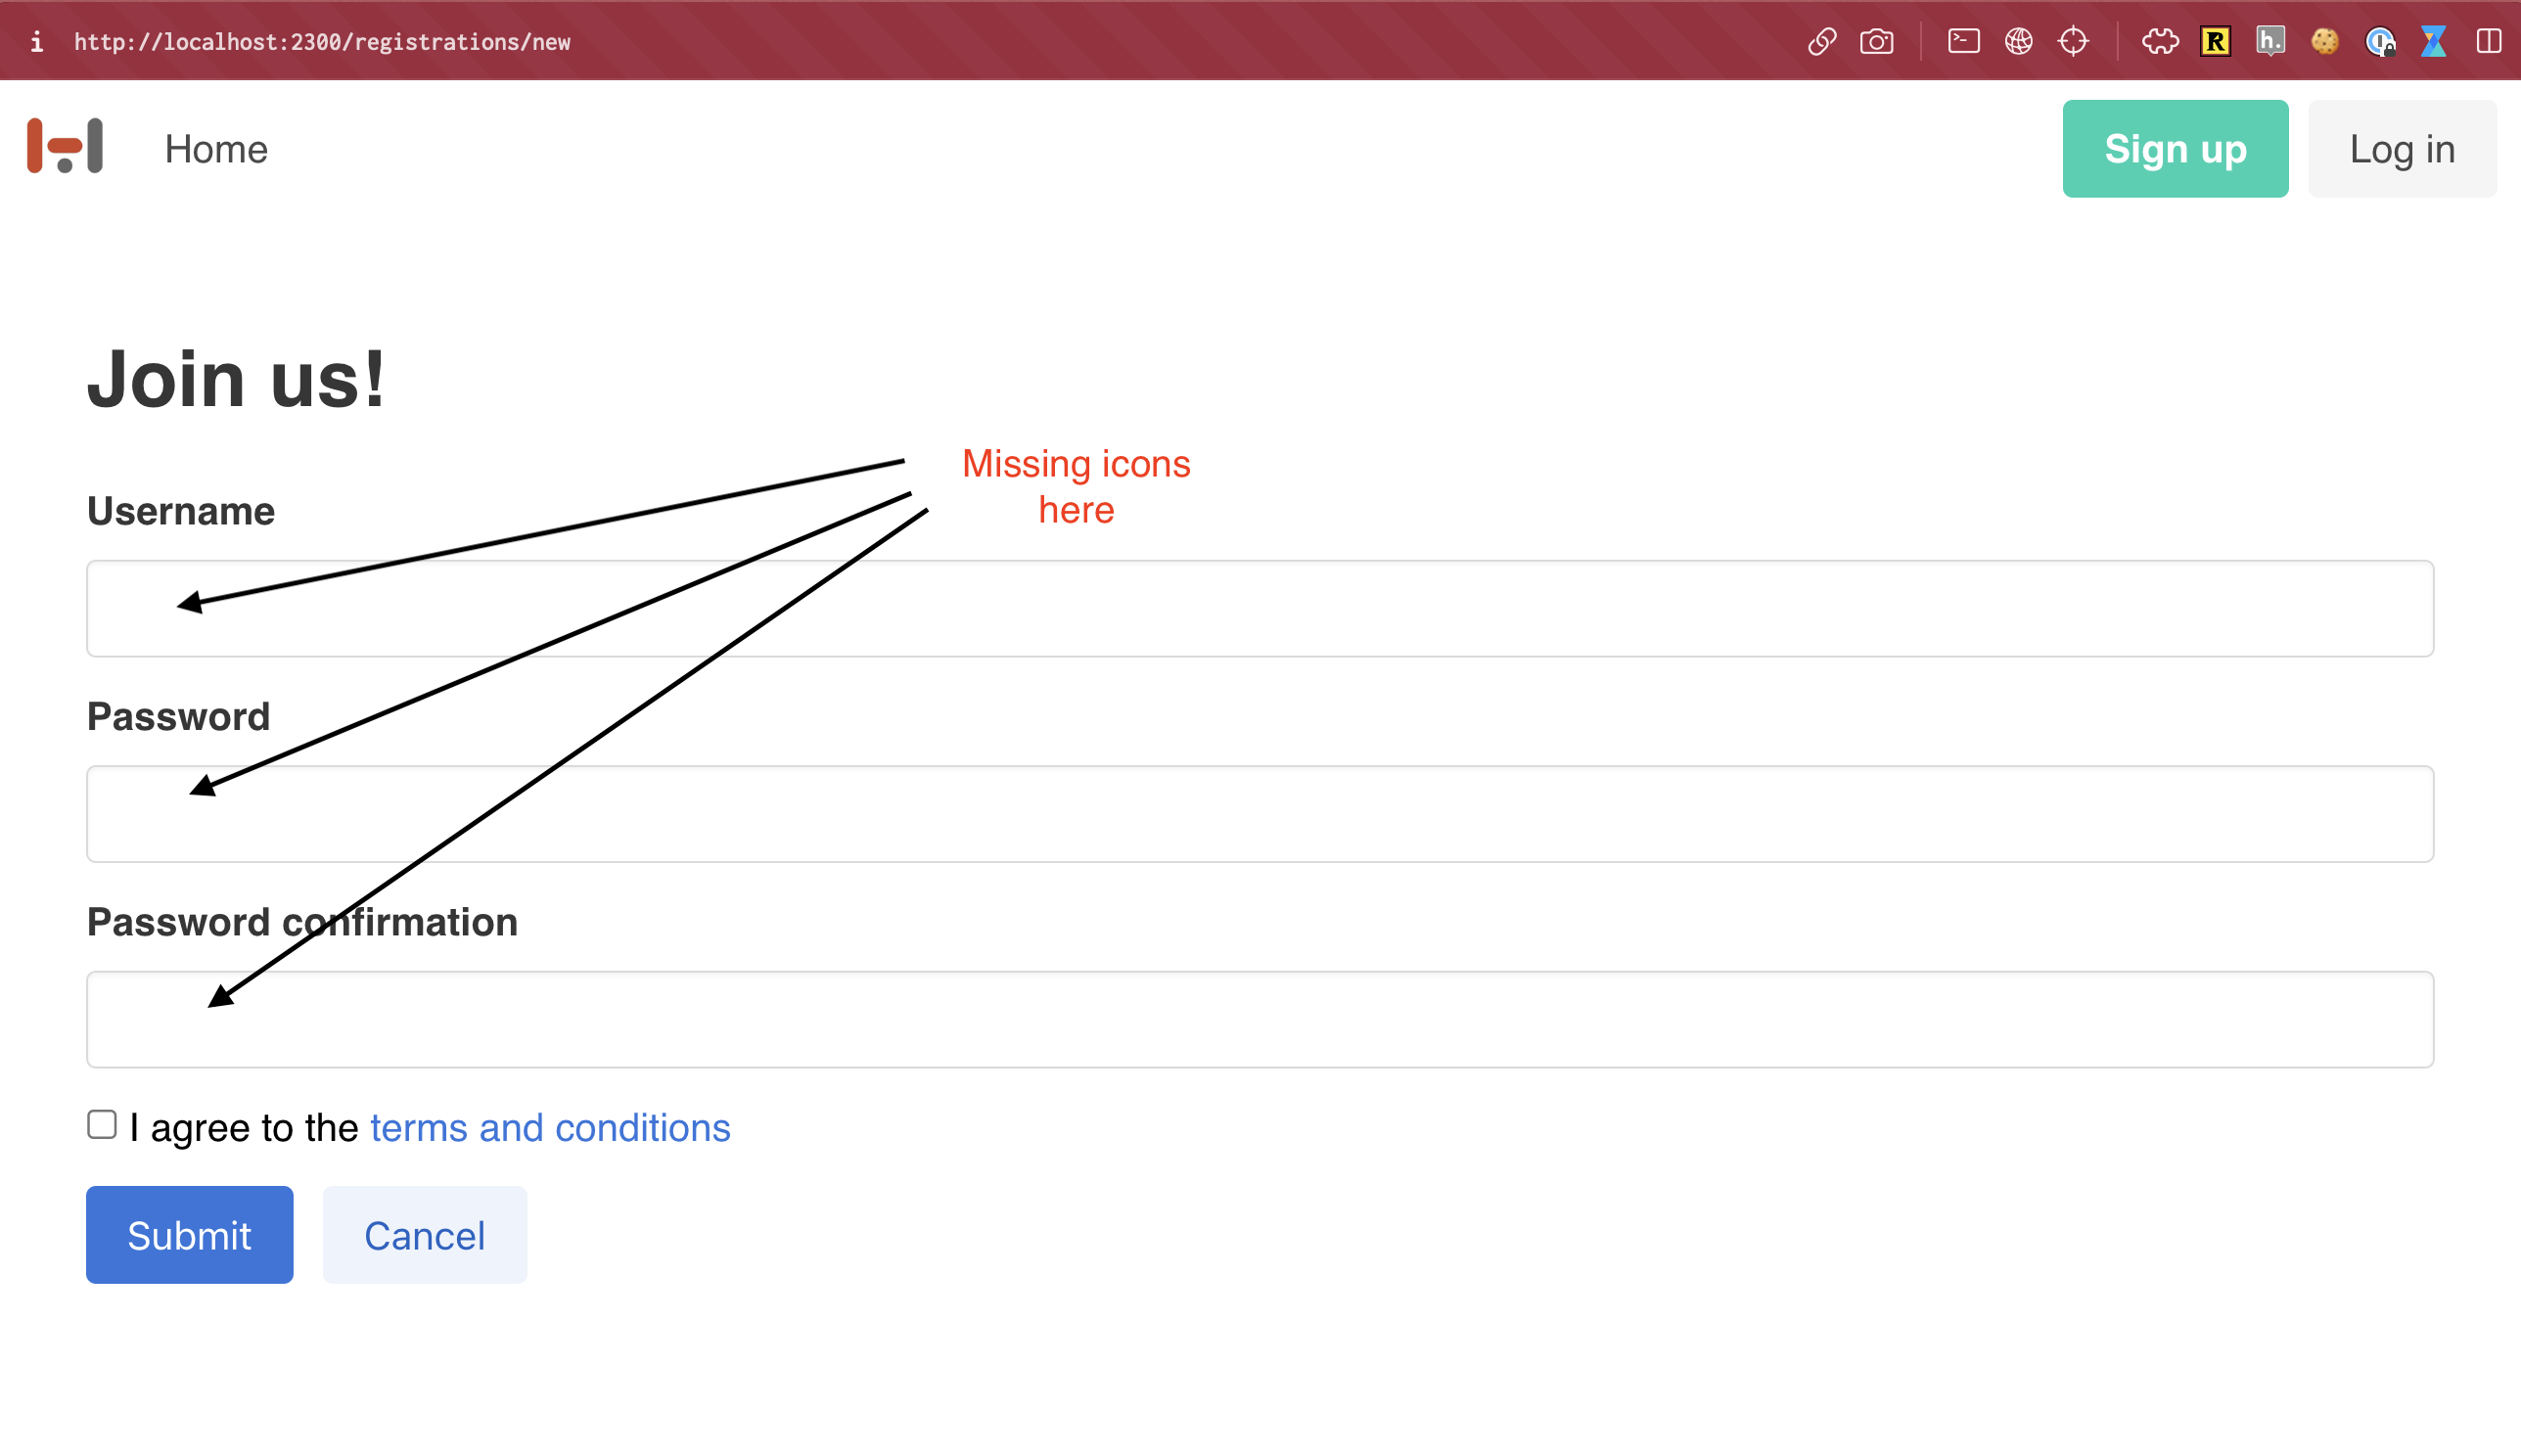 http://localhost:2300/registrations/new
R
h.
Home
Sign up
Log in
Join us!
Missing icons
here
Username
Password
Password confirmation
I agree to the terms and conditions
Submit
Cancel